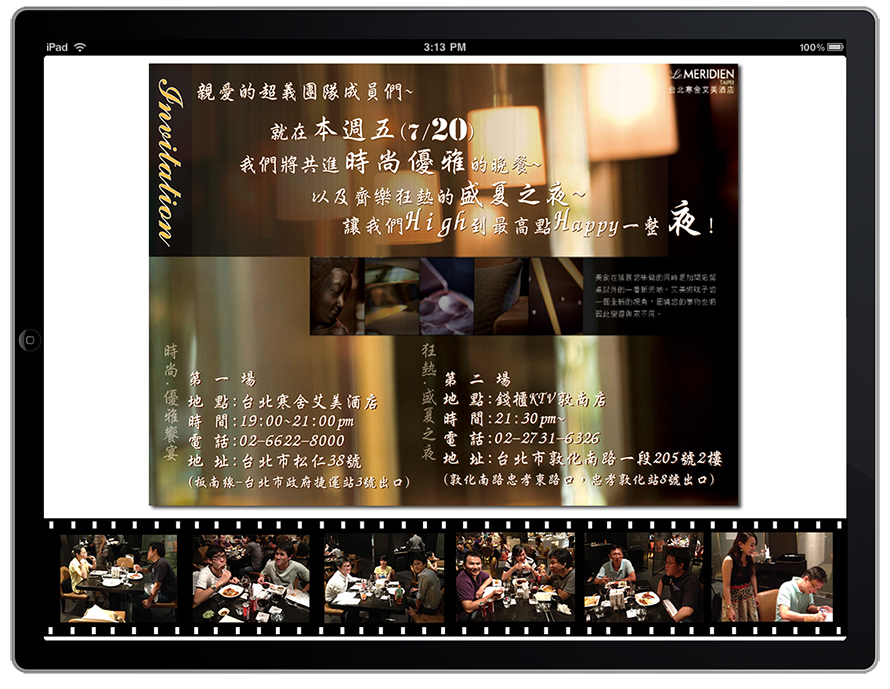 iPad
3:13 PM
100%
Le MERIDIEN
TAIPEI
台北寒舍艾美酒店
Invitation
親愛的超義團隊成員們~
就在本週五(7/20)
我們將共進時尚優雅的晚餐~
以及齊樂狂熱的盛夏之夜~
讓我們High到最高點Happy一整夜!
時尚‧優雅饗宴
第一場
地點:台北寒舍艾美酒店
時間:19:00~21:00pm
電話:02-6622-8000
地址:台北市松仁38號
(板南線-台北市政府捷運站3號出口)
狂熱‧盛夏之夜
第二場
地點:錢櫃KTV敦南店
時間:21:30pm~
電話:02-2731-6326
地址:台北市敦化南路一段205號2樓
(敦化南路忠孝東路口,忠孝敦化站8號出口)